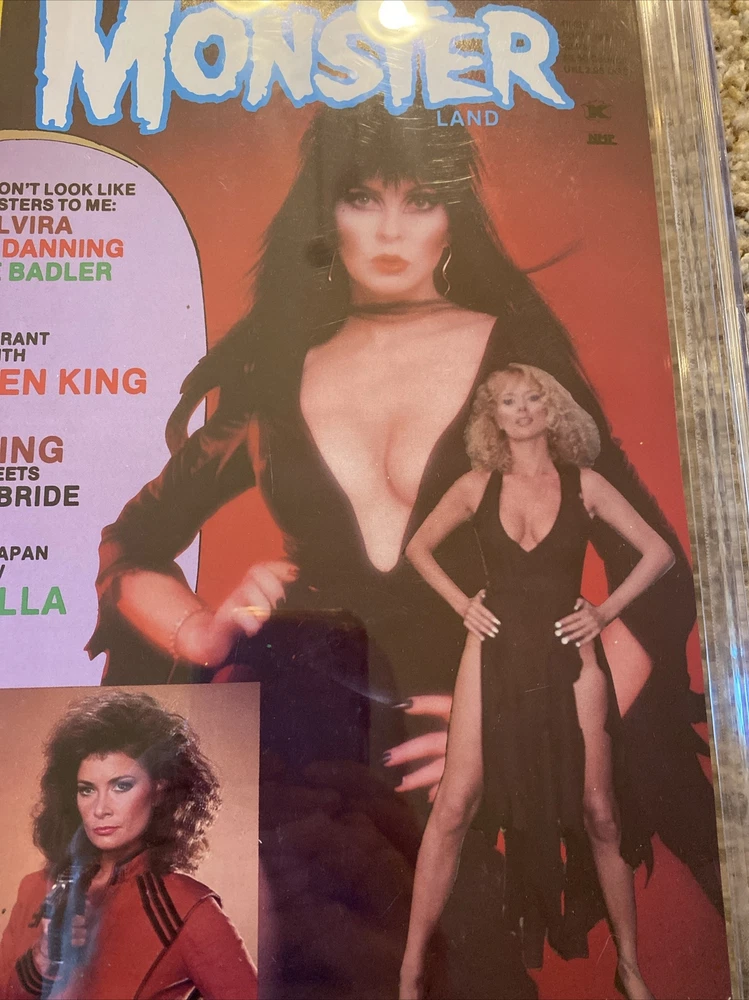 MONSTER
LAND
ON'T LOOK LIKE
STERS TO ME:
LVIRA
DANNING
E BADLER
RANT
TH
EN KING
ING
EETS
BRIDE
APAN
LLA